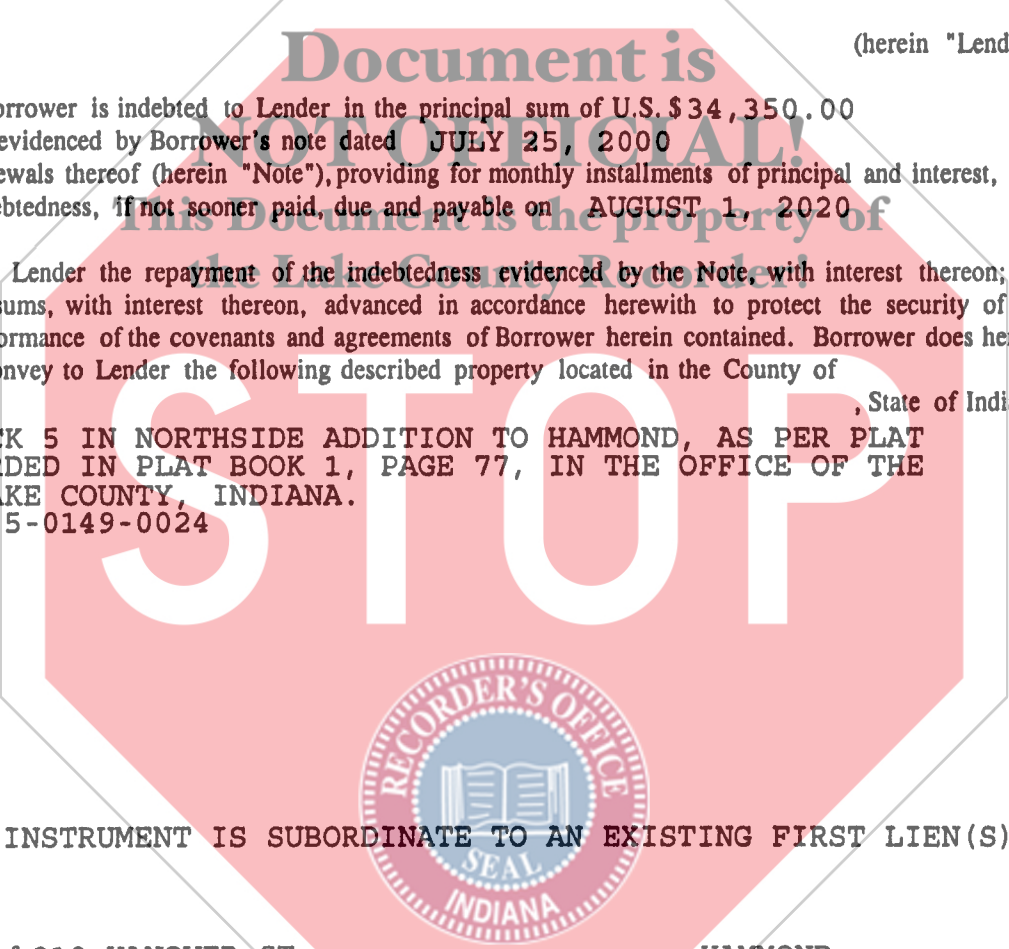 Document is
(herein "Lend
orrower is indebted to Lender in the principal sum of U.S. $ 34,350.00
NOT OFFICIAL!
evidenced by Borrower's note dated JULY 25, 2000
ewals thereof (herein "Note"), providing for monthly installments of principal and interest,
ebtedness, if not sooner paid, due and payable on AUGUST 1, 2020
This Document is the property of
the Lake County Recorder!
Lender the repayment of the indebtedness evidenced by the Note, with interest thereon;
sums, with interest thereon, advanced in accordance herewith to protect the security of
ormance of the covenants and agreements of Borrower herein contained. Borrower does her
onvey to Lender the following described property located in the County of
, State of Indi
CK 5 IN NORTHSIDE ADDITION TO HAMMOND, AS PER PLAT
RDED IN PLAT BOOK 1, PAGE 77, IN THE OFFICE OF THE
AKE COUNTY, INDIANA.
5-0149-0024
STOP
RECORDER'S OFFICE
SEAL
INDIANA
INSTRUMENT IS SUBORDINATE TO AN EXISTING FIRST LIEN(S)
HANOVER ST HAMMOND